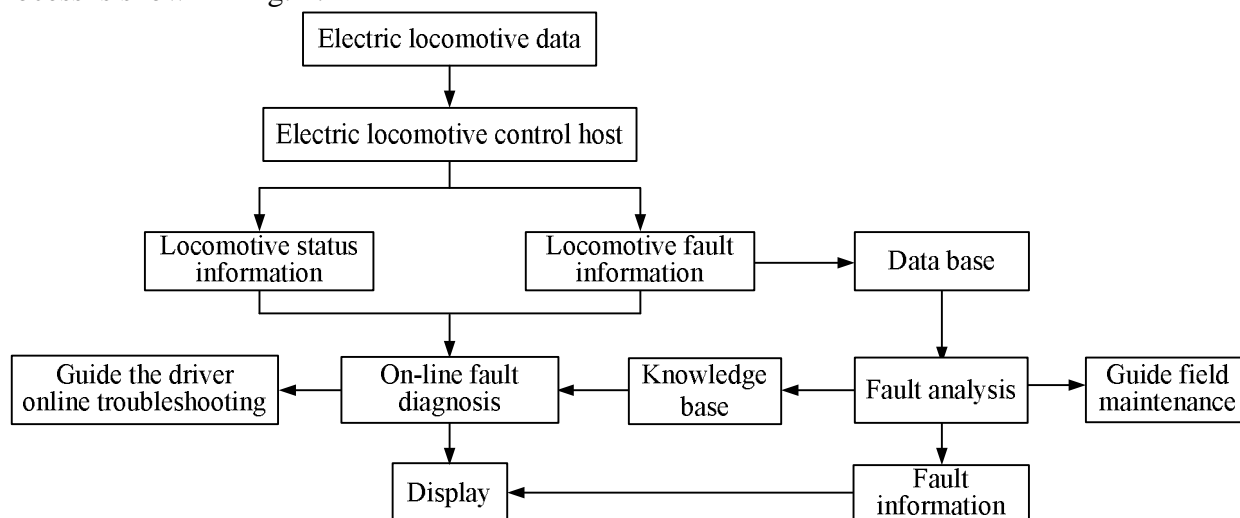 Electric locomotive data
Electric locomotive control host
Locomotive status
information
Locomotive fault
information
Data base
Guide the driver
online troubleshooting
On-line fault
diagnosis
Knowledge
base
Fault analysis
Guide field
maintenance
Display
Fault
information